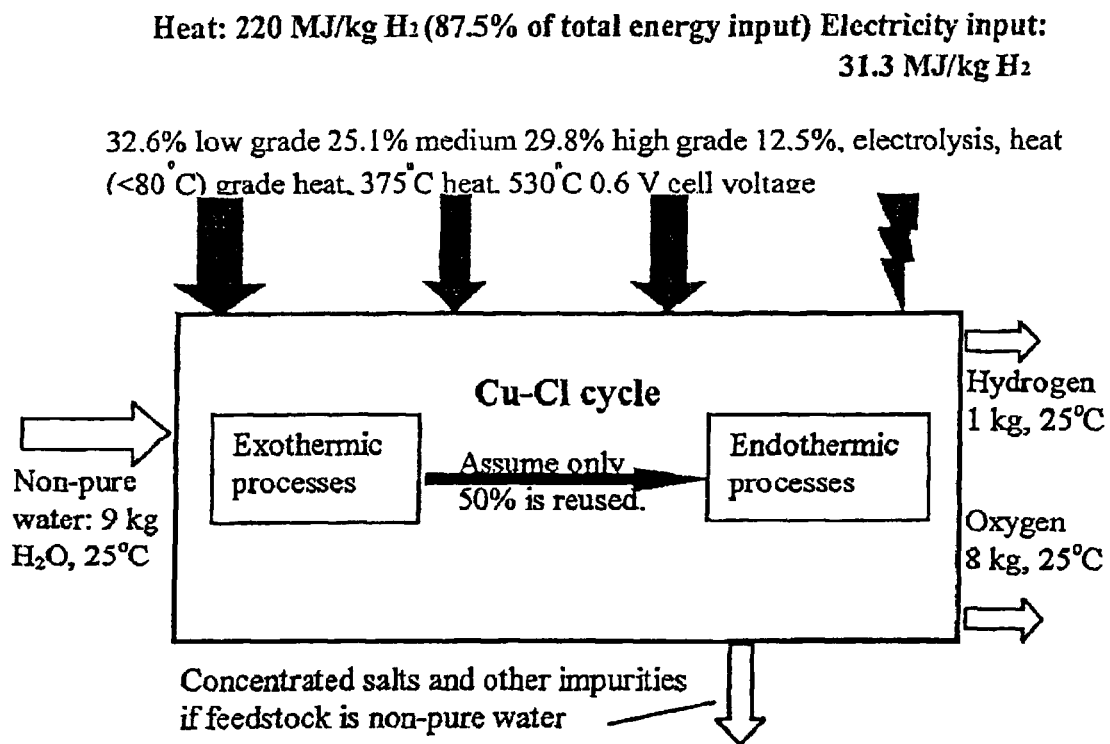 Heat: 220 MJ/kg H₂ (87.5% of total energy input) Electricity input:
31.3 MJ/kg H₂
32.6% low grade 25.1% medium 29.8% high grade 12.5%, electrolysis, heat
(<80°C) grade heat, 375°C heat, 530°C 0.6 V cell voltage
Cu-Cl cycle
Exothermic
processes
Assume only
50% is reused.
Endothermic
processes
Non-pure
water: 9 kg
H₂O, 25°C
Hydrogen
1 kg, 25°C
Oxygen
8 kg, 25°C
Concentrated salts and other impurities
if feedstock is non-pure water